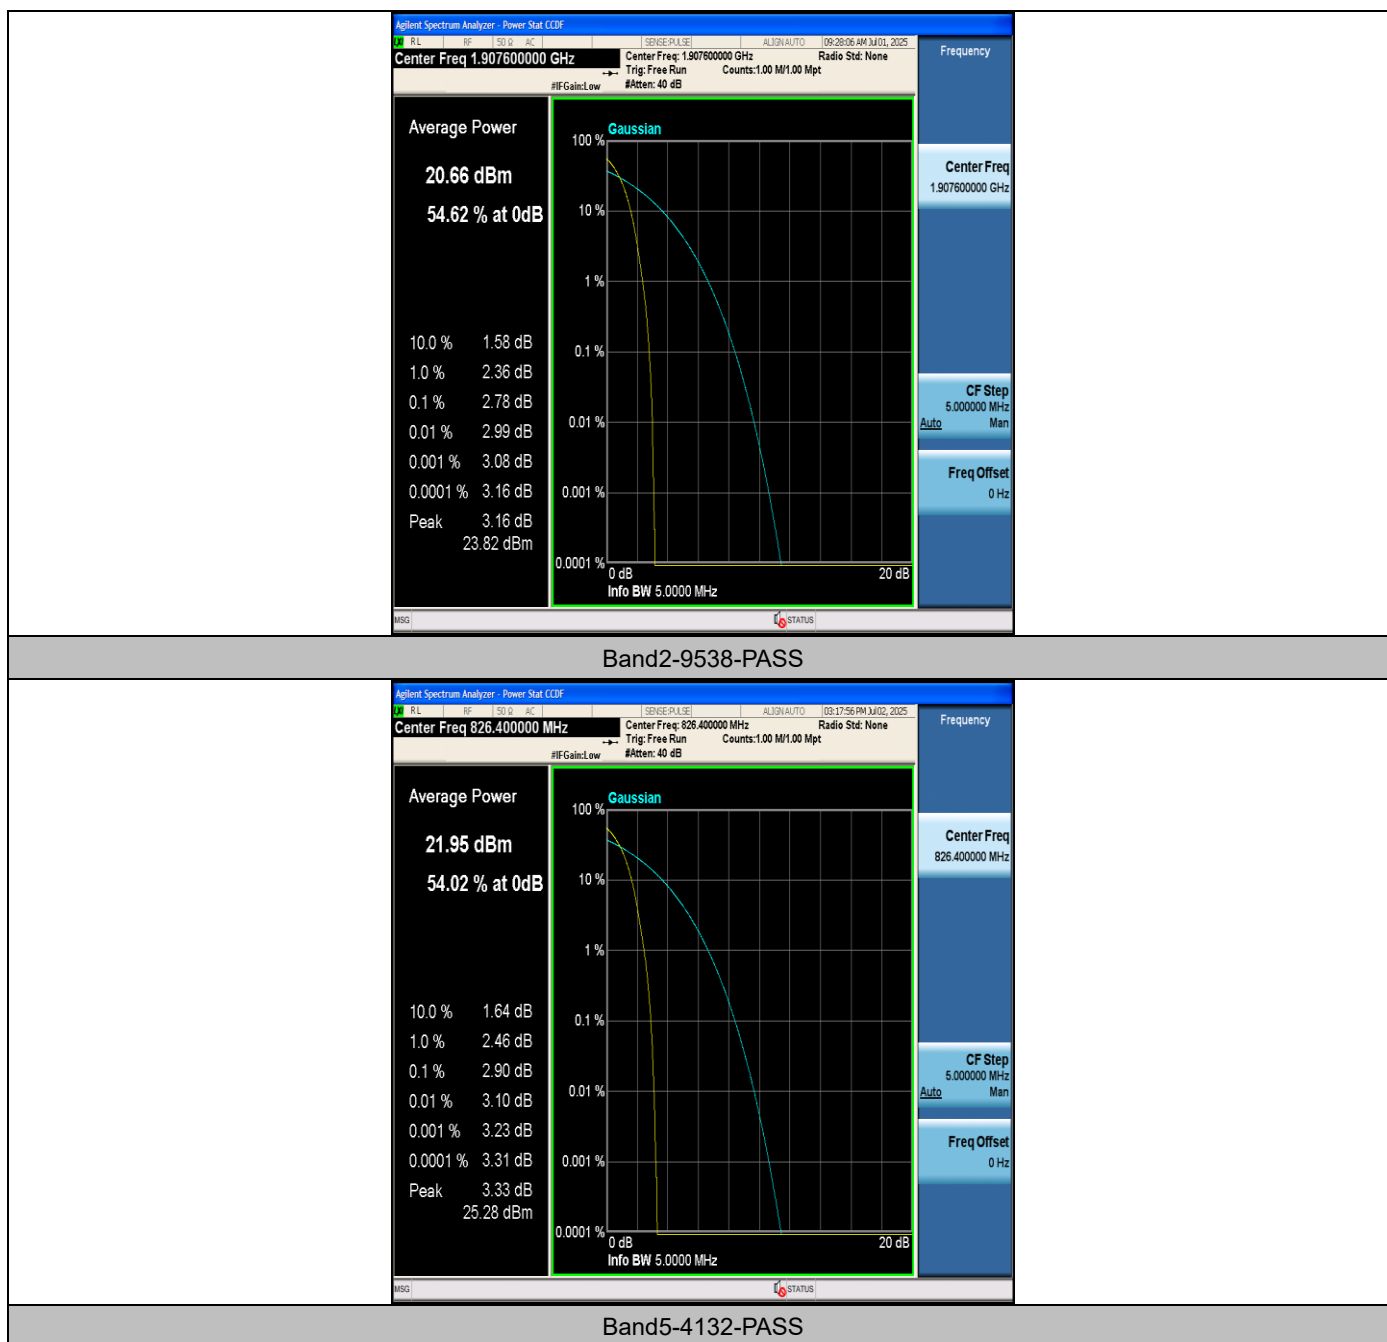 Agilent Spectrum Analyzer - Power Stat CCDF
LXI RL RF 50 Ω AC SENSE:PULSE ALIGN AUTO 09:28:06 AM Jul 01, 2025
Center Freq 1.907600000 GHz
Center Freq: 1.907600000 GHz Radio Std: None
Trig: Free Run Counts:1.00 M/1.00 Mpt
#IFGain:Low #Atten: 40 dB
Frequency
Average Power
20.66 dBm
54.62 % at 0dB
10.0 % 1.58 dB
1.0 % 2.36 dB
0.1 % 2.78 dB
0.01 % 2.99 dB
0.001 % 3.08 dB
0.0001 % 3.16 dB
Peak 3.16 dB
23.82 dBm
Gaussian
100 %
10 %
1 %
0.1 %
0.01 %
0.001 %
0.0001 %
0 dB 20 dB
Info BW 5.0000 MHz
Center Freq
1.907600000 GHz
CF Step
5.000000 MHz
Auto Man
Freq Offset
0 Hz
MSG STATUS
Band2-9538-PASS
Agilent Spectrum Analyzer - Power Stat CCDF
LXI RL RF 50 Ω AC SENSE:PULSE ALIGN AUTO 03:17:56 PM Jul 02, 2025
Center Freq 826.400000 MHz
Center Freq: 826.400000 MHz Radio Std: None
Trig: Free Run Counts:1.00 M/1.00 Mpt
#IFGain:Low #Atten: 40 dB
Frequency
Average Power
21.95 dBm
54.02 % at 0dB
10.0 % 1.64 dB
1.0 % 2.46 dB
0.1 % 2.90 dB
0.01 % 3.10 dB
0.001 % 3.23 dB
0.0001 % 3.31 dB
Peak 3.33 dB
25.28 dBm
Gaussian
100 %
10 %
1 %
0.1 %
0.01 %
0.001 %
0.0001 %
0 dB 20 dB
Info BW 5.0000 MHz
Center Freq
826.400000 MHz
CF Step
5.000000 MHz
Auto Man
Freq Offset
0 Hz
MSG STATUS
Band5-4132-PASS